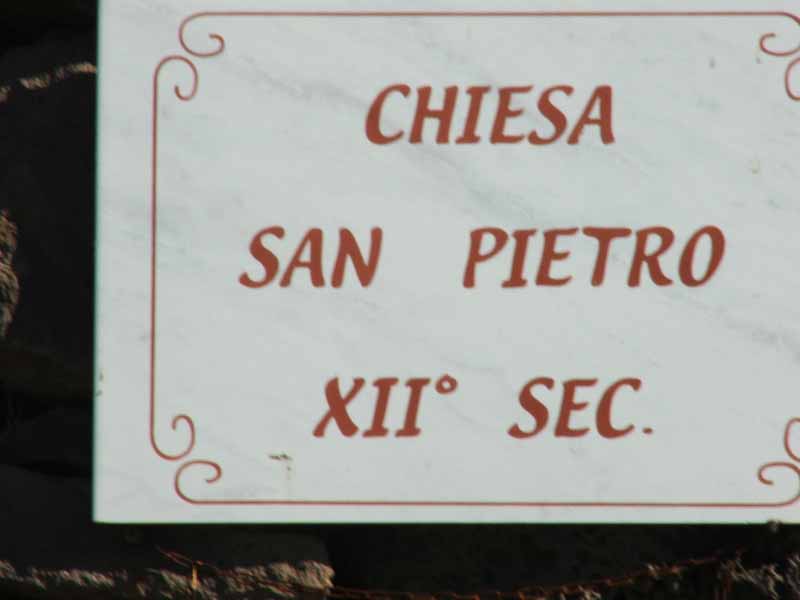 CHIESA
SAN PIETRO
XII° SEC.